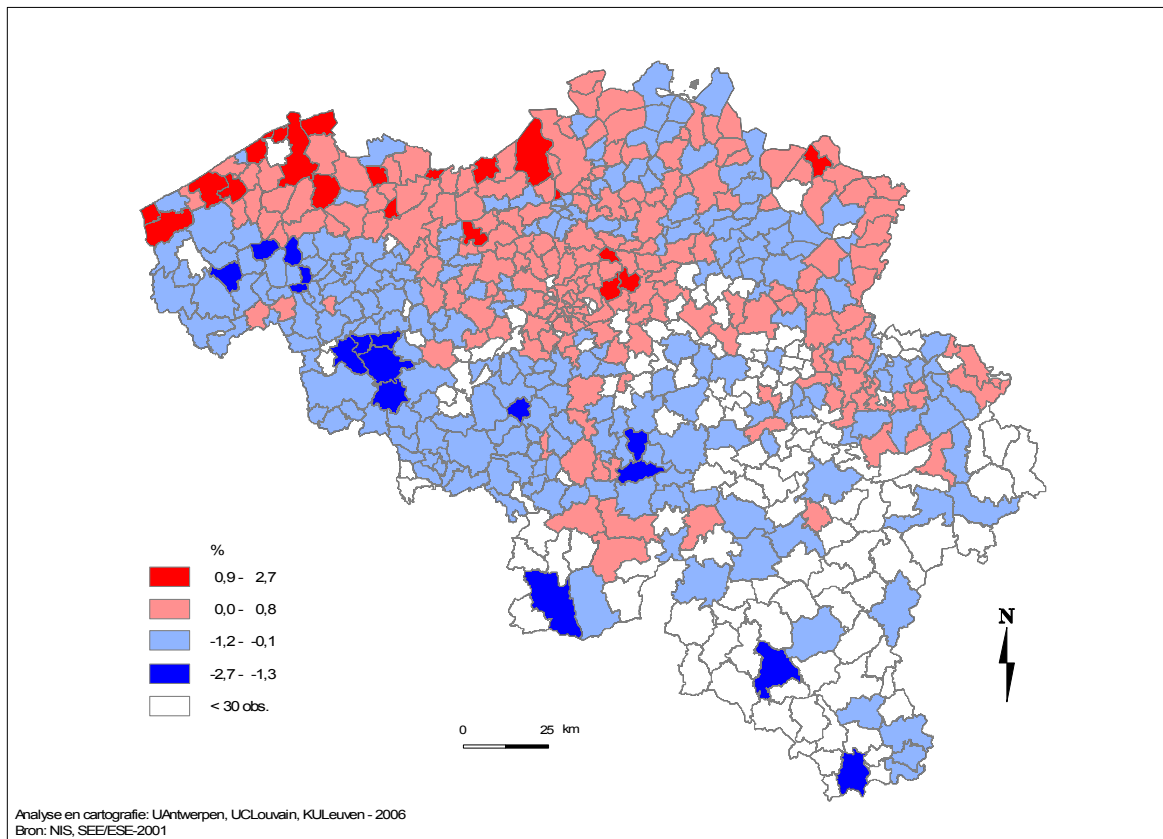 %
0,9 - 2,7
0,0 - 0,8
-1,2 - -0,1
-2,7 - -1,3
< 30 obs.
N
0 25 km
Analyse en cartografie: UAntwerpen, UCLouvain, KULeuven - 2006
Bron: NIS, SEE/ESE-2001